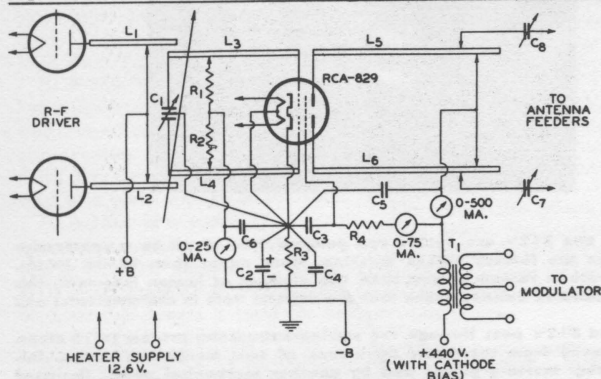 L1
L3
L5
C8
RCA-829
R1
C1
R-F
DRIVER
TO
ANTENNA
FEEDERS
R2
L4
L6
L2
C5
C7
0-500
MA.
0-25
MA.
C6
C3
R4
0-75
MA.
T1
+B
C2
+
-
R3
C4
TO
MODULATOR
HEATER SUPPLY
12.6 V.
-B
+440 V.
(WITH CATHODE
BIAS)